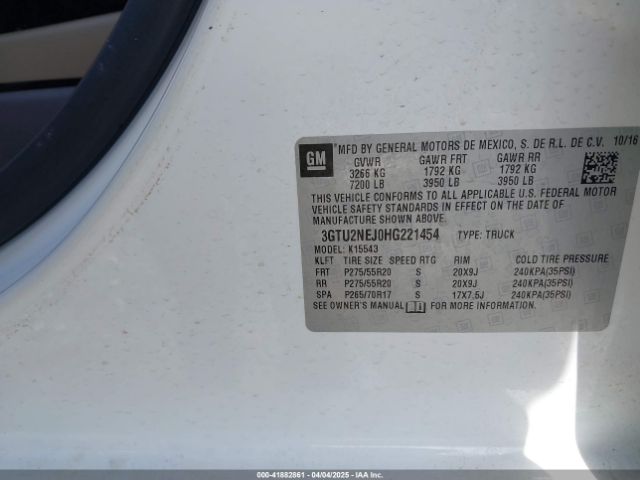 GM
MFD BY GENERAL MOTORS DE MEXICO, S. DE R.L. DE C.V. 10/16
GVWR GAWR FRT GAWR RR
3266 KG 1792 KG 1792 KG
7200 LB 3950 LB 3950 LB
THIS VEHICLE CONFORMS TO ALL APPLICABLE U.S. FEDERAL MOTOR
VEHICLE SAFETY STANDARDS IN EFFECT ON THE DATE OF
MANUFACTURE SHOWN ABOVE.
3GTU2NEJ0HG221454 TYPE: TRUCK
MODEL: K15543
KLFT TIRE SIZE SPEED RTG RIM COLD TIRE PRESSURE
FRT P275/55R20 S 20X9J 240KPA(35PSI)
RR P275/55R20 S 20X9J 240KPA(35PSI)
SPA P265/70R17 S 17X7.5J 240KPA(35PSI)
SEE OWNER'S MANUAL FOR MORE INFORMATION
000-41882861 - 04/04/2025 - IAAI.COM